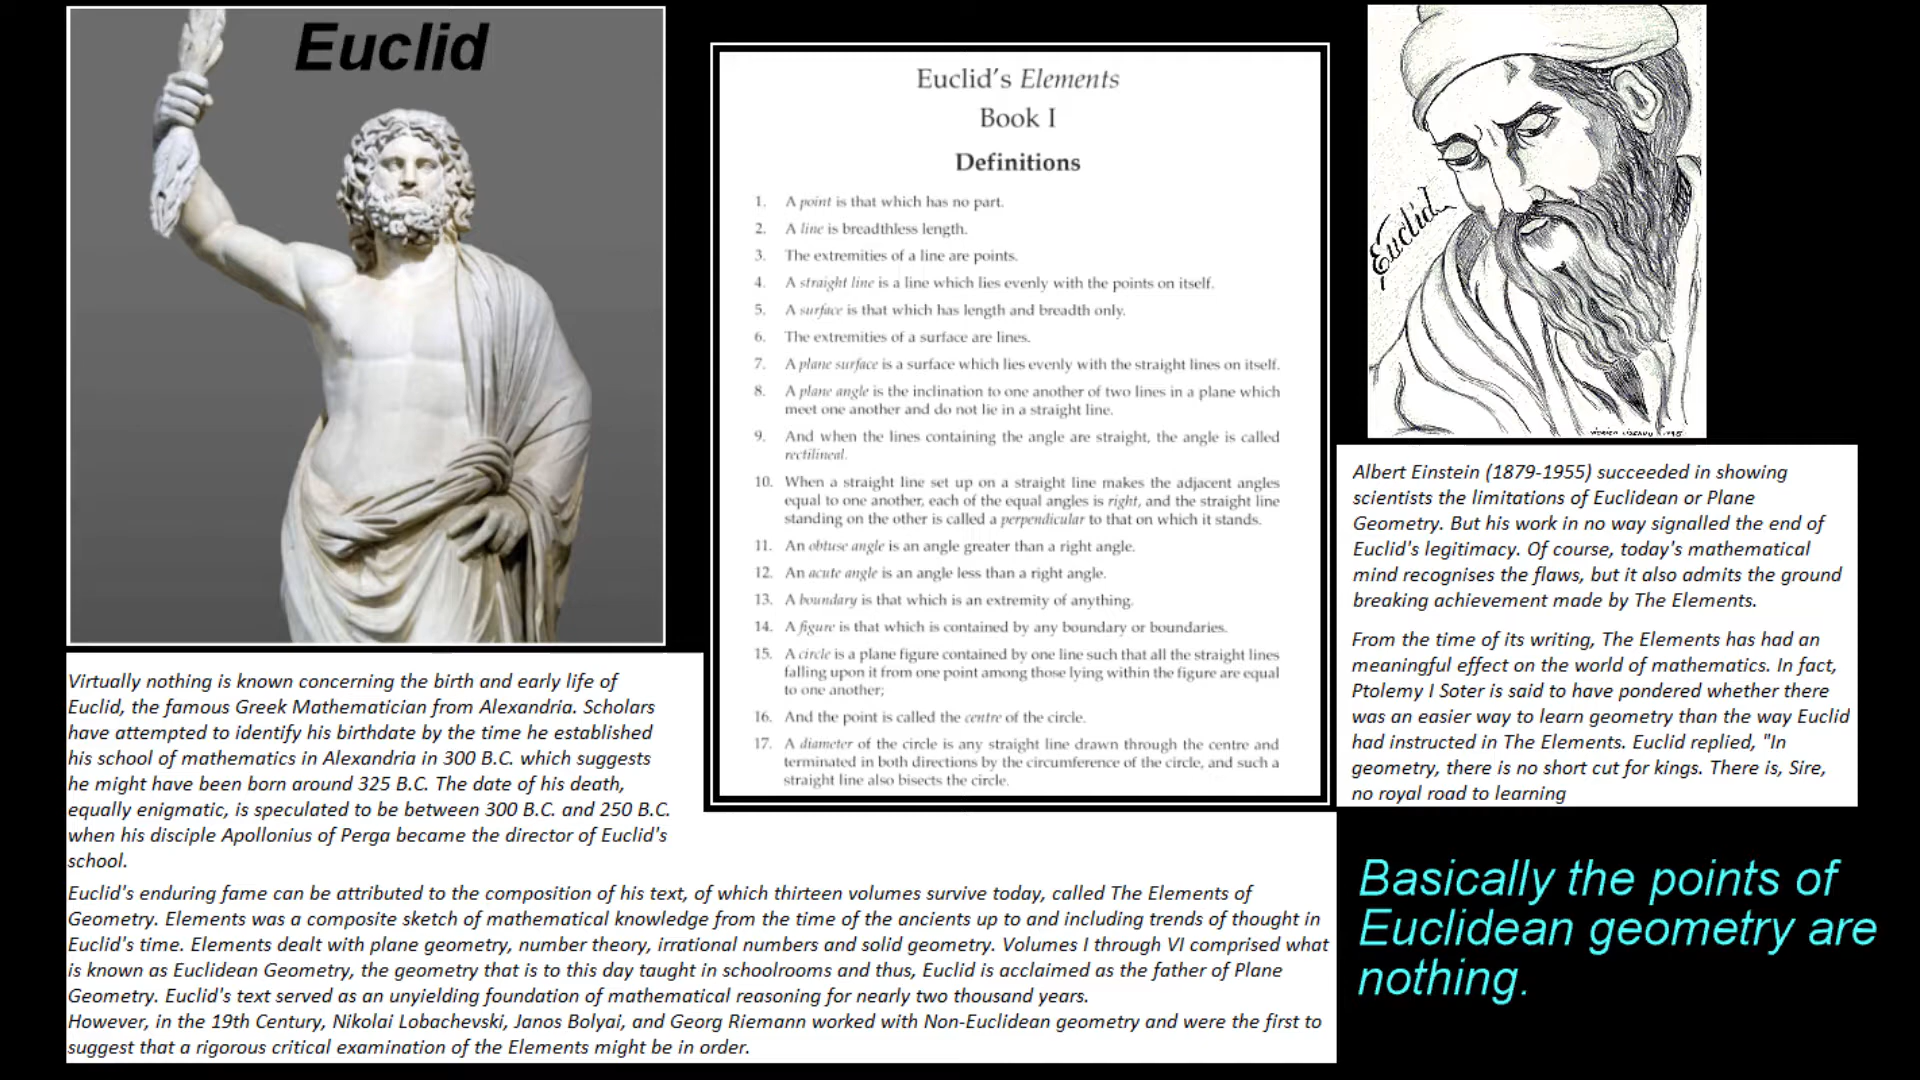 Euclid
Virtually nothing is known concerning the birth and early life of
Euclid, the famous Greek Mathematician from Alexandria. Scholars
have attempted to identify his birthdate by the time he established
his school of mathematics in Alexandria in 300 B.C. which suggests
he might have been born around 325 B.C. The date of his death,
equally enigmatic, is speculated to be between 300 B.C. and 250 B.C.
when his disciple Apollonius of Perga became the director of Euclid's
school.
Euclid's enduring fame can be attributed to the composition of his text, of which thirteen volumes survive today, called The Elements of
Geometry. Elements was a composite sketch of mathematical knowledge from the time of the ancients up to and including trends of thought in
Euclid's time. Elements dealt with plane geometry, number theory, irrational numbers and solid geometry. Volumes I through VI comprised what
is known as Euclidean Geometry, the geometry that is to this day taught in schoolrooms and thus, Euclid is acclaimed as the father of Plane
Geometry. Euclid's text served as an unyielding foundation of mathematical reasoning for nearly two thousand years.
However, in the 19th Century, Nikolai Lobachevski, Janos Bolyai, and Georg Riemann worked with Non-Euclidean geometry and were the first to
suggest that a rigorous critical examination of the Elements might be in order.
Euclid's Elements
Book I
Definitions
1. A point is that which has no part.
2. A line is breadthless length.
3. The extremities of a line are points.
4. A straight line is a line which lies evenly with the points on itself.
5. A surface is that which has length and breadth only.
6. The extremities of a surface are lines.
7. A plane surface is a surface which lies evenly with the straight lines on itself.
8. A plane angle is the inclination to one another of two lines in a plane which
meet one another and do not lie in a straight line.
9. And when the lines containing the angle are straight, the angle is called
rectilineal.
10. When a straight line set up on a straight line makes the adjacent angles
equal to one another, each of the equal angles is right, and the straight line
standing on the other is called a perpendicular to that on which it stands.
11. An obtuse angle is an angle greater than a right angle.
12. An acute angle is an angle less than a right angle.
13. A boundary is that which is an extremity of anything.
14. A figure is that which is contained by any boundary or boundaries.
15. A circle is a plane figure contained by one line such that all the straight lines
falling upon it from one point among those lying within the figure are equal
to one another;
16. And the point is called the centre of the circle.
17. A diameter of the circle is any straight line drawn through the centre and
terminated in both directions by the circumference of the circle, and such a
straight line also bisects the circle.
Euclid
Albert Einstein (1879-1955) succeeded in showing
scientists the limitations of Euclidean or Plane
Geometry. But his work in no way signalled the end of
Euclid's legitimacy. Of course, today's mathematical
mind recognises the flaws, but it also admits the ground
breaking achievement made by The Elements.
From the time of its writing, The Elements has had an
meaningful effect on the world of mathematics. In fact,
Ptolemy I Soter is said to have pondered whether there
was an easier way to learn geometry than the way Euclid
had instructed in The Elements. Euclid replied, "In
geometry, there is no short cut for kings. There is, Sire,
no royal road to learning
Basically the points of
Euclidean geometry are
nothing.